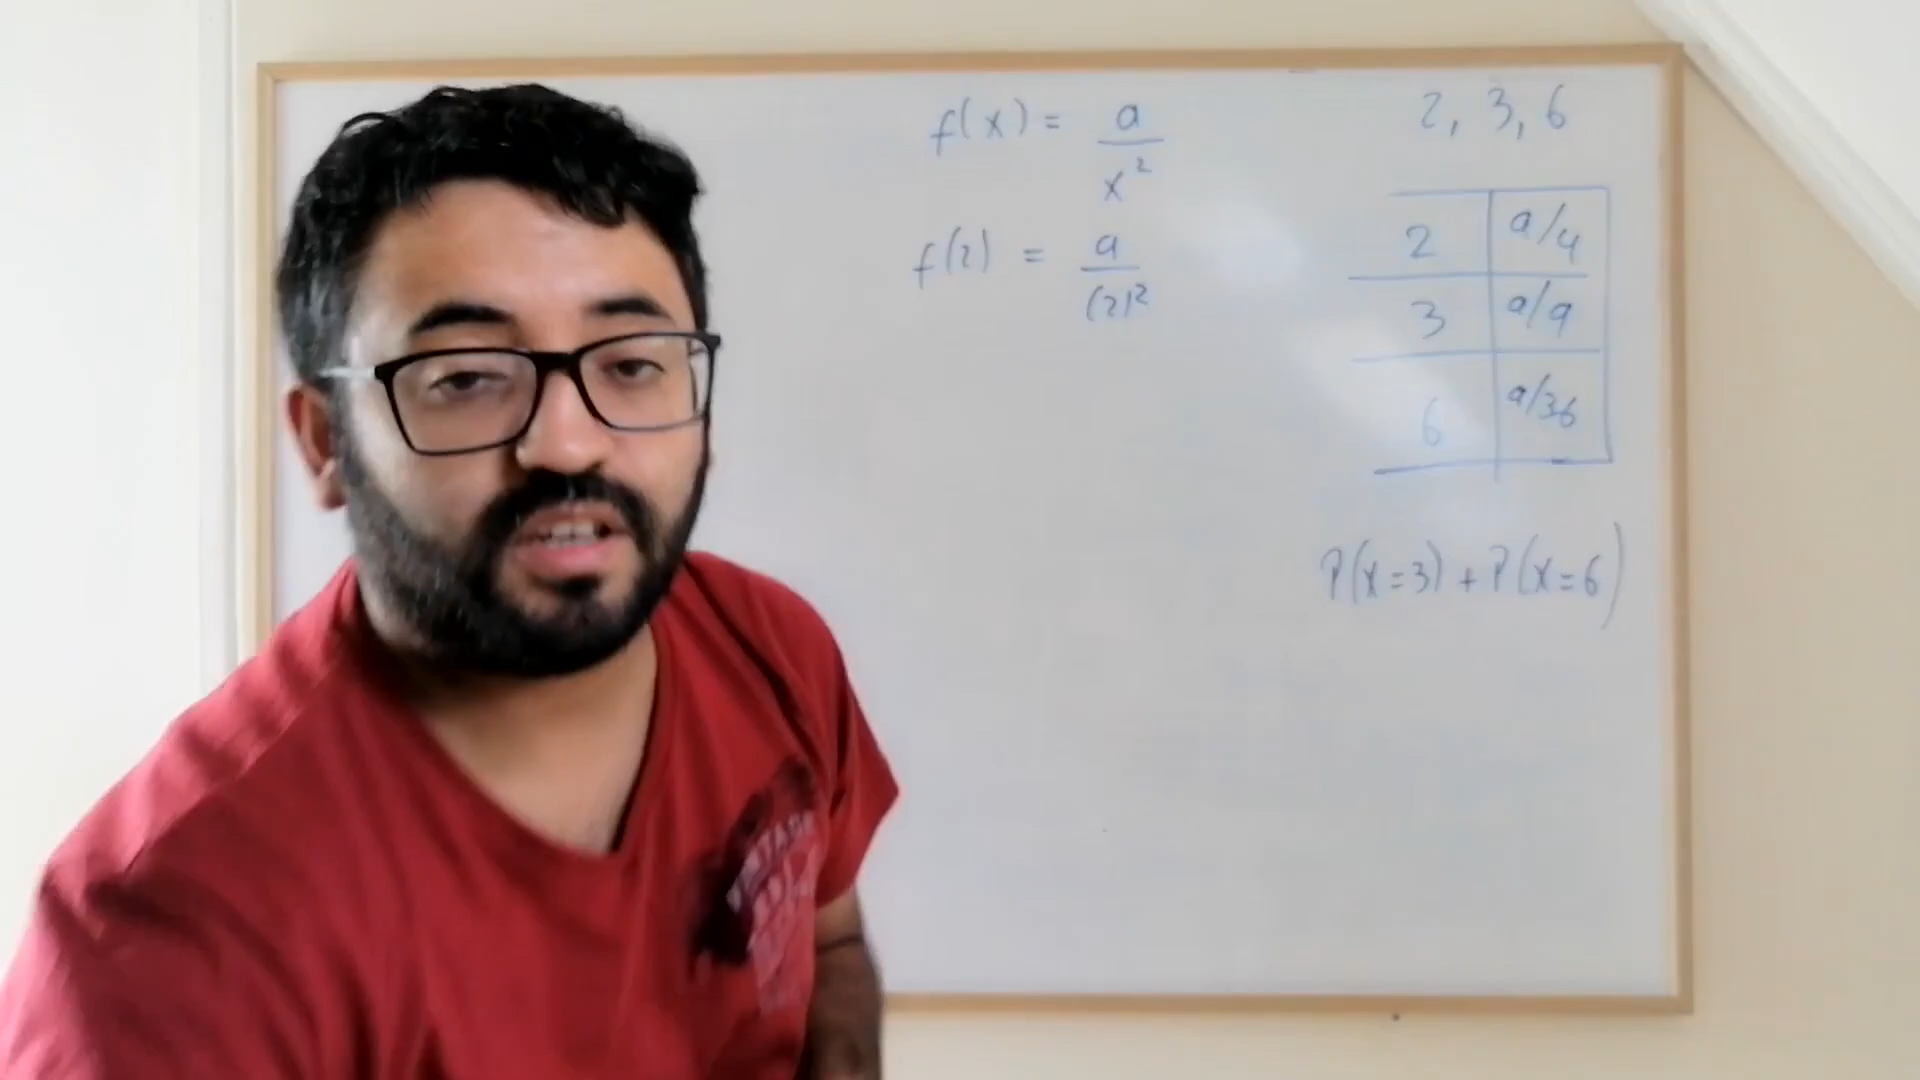 f(x) = a/x²
2, 3, 6
f(2) = a/(2)²
2 a/4
3 a/9
6 a/36
P(X=3) + P(X=6)